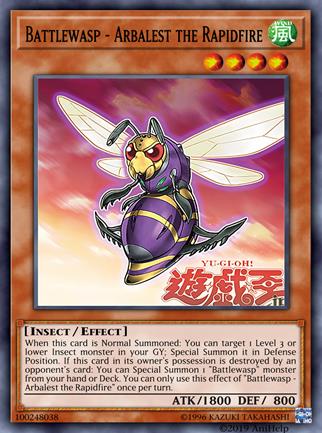 BATTLEWASP - ARBALEST THE RAPIDFIRE
WIND
風
YU-GI-OH!
遊戯王
[INSECT / EFFECT]
When this card is Normal Summoned: You can target 1 Level 3 or
lower Insect monster in your GY; Special Summon it in Defense
Position. If this card in its owner's possession is destroyed by an
opponent's card: You can Special Summon 1 "Battlewasp" monster
from your hand or Deck. You can only use this effect of "Battlewasp -
Arbalest the Rapidfire" once per turn.
ATK/1800 DEF/ 800
100248038
©1996 KAZUKI TAKAHASHI
©2019 AniHelp